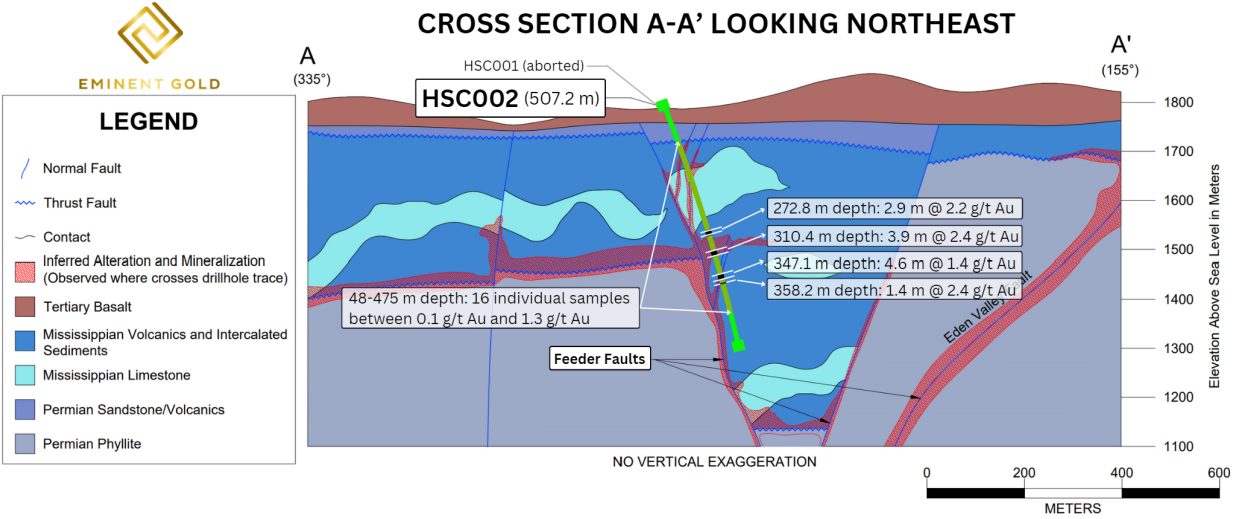 CROSS SECTION A-A’ LOOKING NORTHEAST
EMINENT GOLD
A
(335°)
A'
(155°)
HSC001 (aborted)
HSC002 (507.2 m)
LEGEND
Normal Fault
Thrust Fault
Contact
Inferred Alteration and Mineralization
(Observed where crosses drillhole trace)
Tertiary Basalt
Mississippian Volcanics and Intercalated
Sediments
Mississippian Limestone
Permian Sandstone/Volcanics
Permian Phyllite
272.8 m depth: 2.9 m @ 2.2 g/t Au
310.4 m depth: 3.9 m @ 2.4 g/t Au
347.1 m depth: 4.6 m @ 1.4 g/t Au
358.2 m depth: 1.4 m @ 2.4 g/t Au
48-475 m depth: 16 individual samples
between 0.1 g/t Au and 1.3 g/t Au
Feeder Faults
Eden Valley Fault
1800
1700
1600
1500
1400
1300
1200
1100
Elevation Above Sea Level in Meters
NO VERTICAL EXAGGERATION
0
200
400
600
METERS